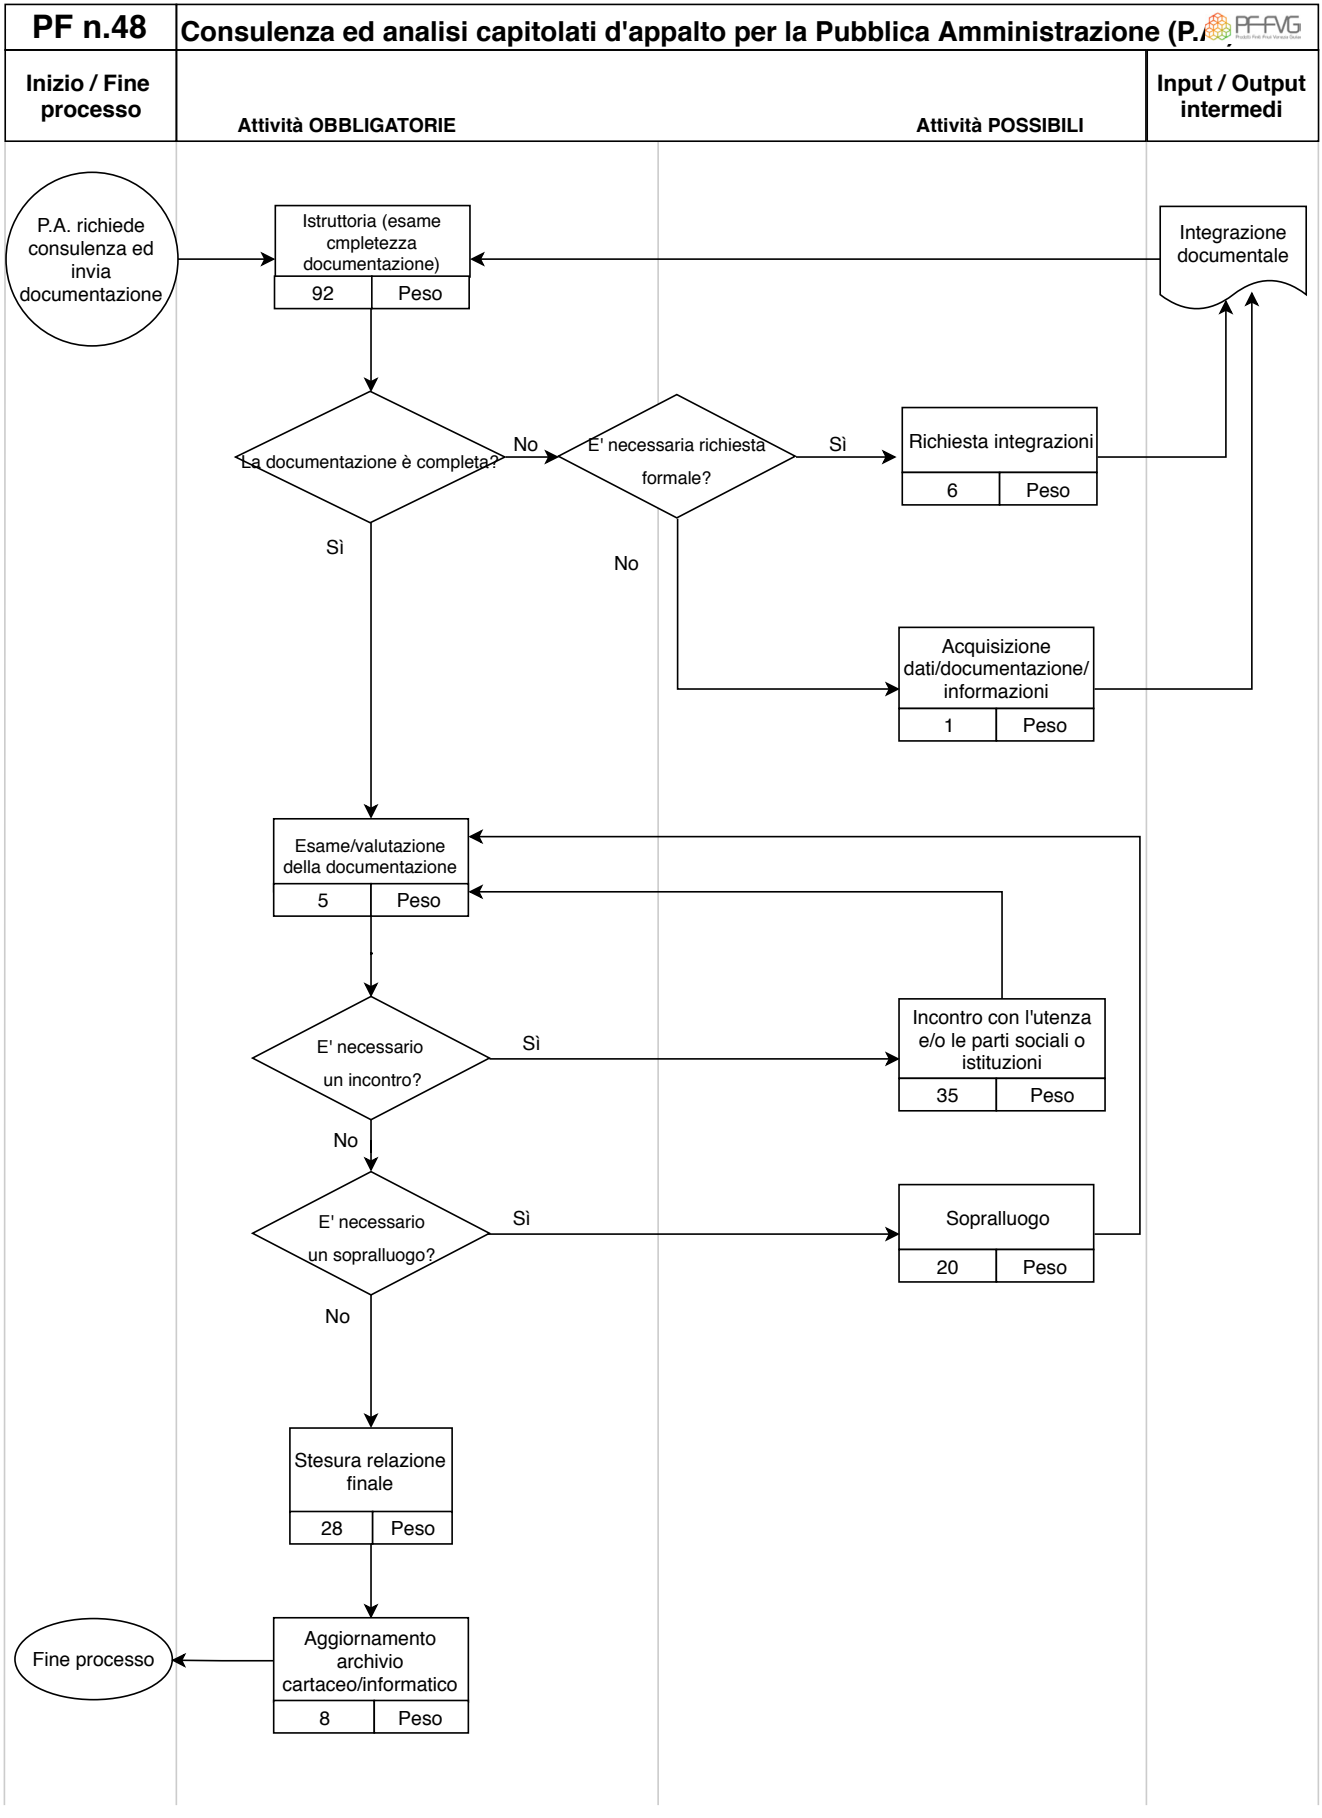 PF n.48
Consulenza ed analisi capitolati d'appalto per la Pubblica Amministrazione (P.A.
PF-FVG
Inizio / Fine
processo
Attività OBBLIGATORIE
Attività POSSIBILI
Input / Output
intermedi
P.A. richiede
consulenza ed
invia
documentazione
Istruttoria (esame
cmpletezza
documentazione)
92 Peso
Integrazione
documentale
La documentazione è completa?
No
E' necessaria richiesta
formale?
Sì
Richiesta integrazioni
6 Peso
Sì
No
Acquisizione
dati/documentazione/
informazioni
1 Peso
Esame/valutazione
della documentazione
5 Peso
E' necessario
un incontro?
Sì
Incontro con l'utenza
e/o le parti sociali o
istituzioni
35 Peso
No
E' necessario
un sopralluogo?
Sì
Sopralluogo
20 Peso
No
Stesura relazione
finale
28 Peso
Aggiornamento
archivio
cartaceo/informatico
8 Peso
Fine processo